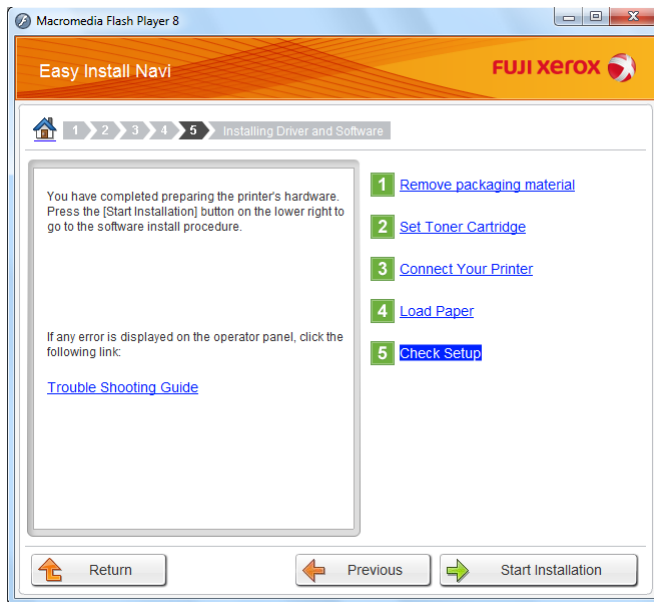 Macromedia Flash Player 8
Easy Install Navi
FUJI xerox
1 2 3 4 5 Installing Driver and Software
You have completed preparing the printer's hardware.
Press the [Start Installation] button on the lower right to
go to the software install procedure.
If any error is displayed on the operator panel, click the
following link:
Trouble Shooting Guide
1 Remove packaging material
2 Set Toner Cartridge
3 Connect Your Printer
4 Load Paper
5 Check Setup
Return
Previous
Start Installation